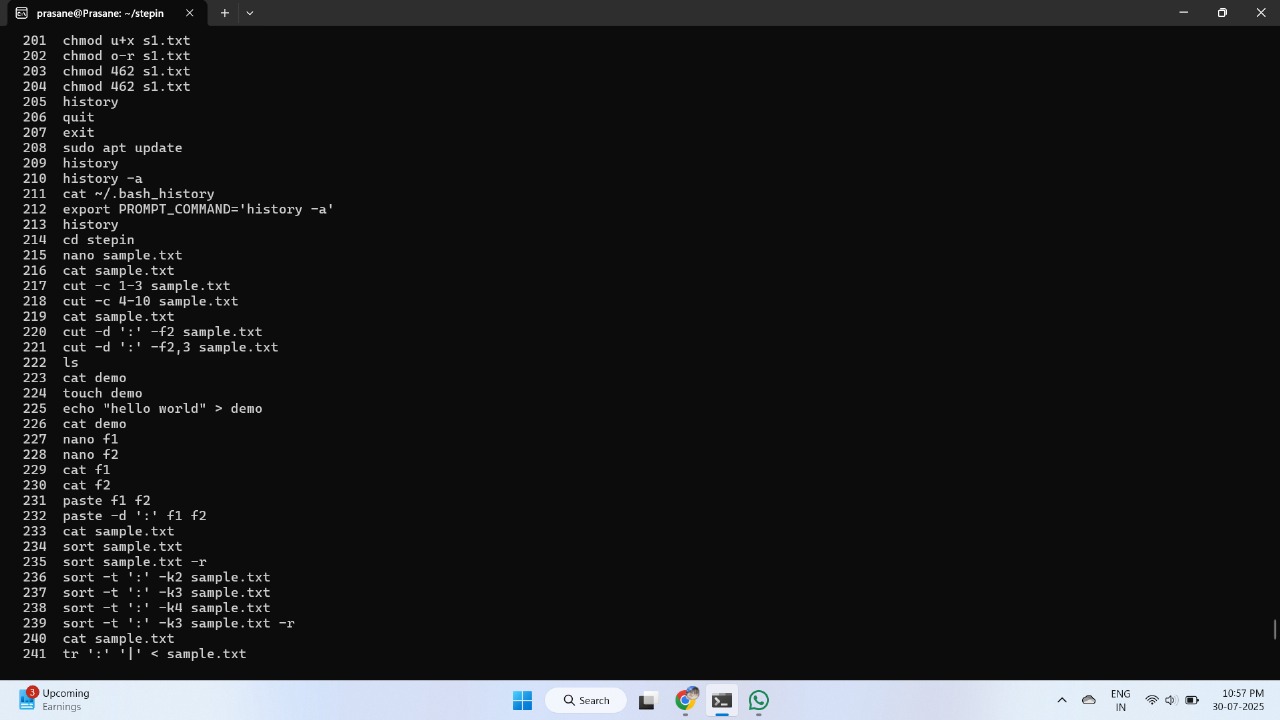 prasane@Prasane: ~/stepin
201 chmod u+x s1.txt
202 chmod o-r s1.txt
203 chmod 462 s1.txt
204 chmod 462 s1.txt
205 history
206 quit
207 exit
208 sudo apt update
209 history
210 history -a
211 cat ~/.bash_history
212 export PROMPT_COMMAND='history -a'
213 history
214 cd stepin
215 nano sample.txt
216 cat sample.txt
217 cut -c 1-3 sample.txt
218 cut -c 4-10 sample.txt
219 cat sample.txt
220 cut -d ':' -f2 sample.txt
221 cut -d ':' -f2,3 sample.txt
222 ls
223 cat demo
224 touch demo
225 echo "hello world" > demo
226 cat demo
227 nano f1
228 nano f2
229 cat f1
230 cat f2
231 paste f1 f2
232 paste -d ':' f1 f2
233 cat sample.txt
234 sort sample.txt
235 sort sample.txt -r
236 sort -t ':' -k2 sample.txt
237 sort -t ':' -k3 sample.txt
238 sort -t ':' -k4 sample.txt
239 sort -t ':' -k3 sample.txt -r
240 cat sample.txt
241 tr ':' '|' < sample.txt
3
Upcoming
Earnings
Search
ENG
IN
10:57 PM
30-07-2025